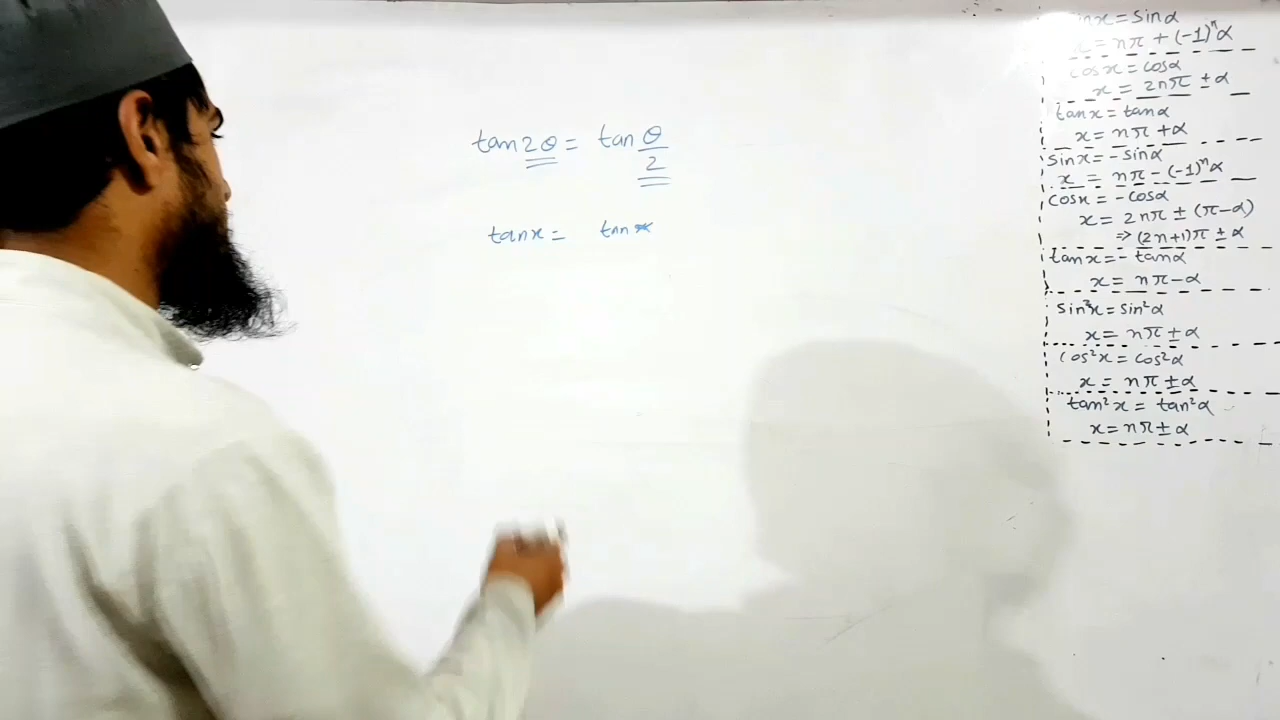 tan2θ = tan θ/2
tanx = tan
sinx = sinα
x = nπ + (-1)ⁿα
cosx = cosα
x = 2nπ ± α
tanx = tanα
x = nπ + α
sinx = -sinα
x = nπ - (-1)ⁿα
cosx = -cosα
x = 2nπ ± (π-α)
⇒ (2n+1)π ± α
tanx = - tanα
x = nπ - α
sin²x = sin²α
x = nπ ± α
cos²x = cos²α
x = nπ ± α
tan²x = tan²α
x = nπ ± α